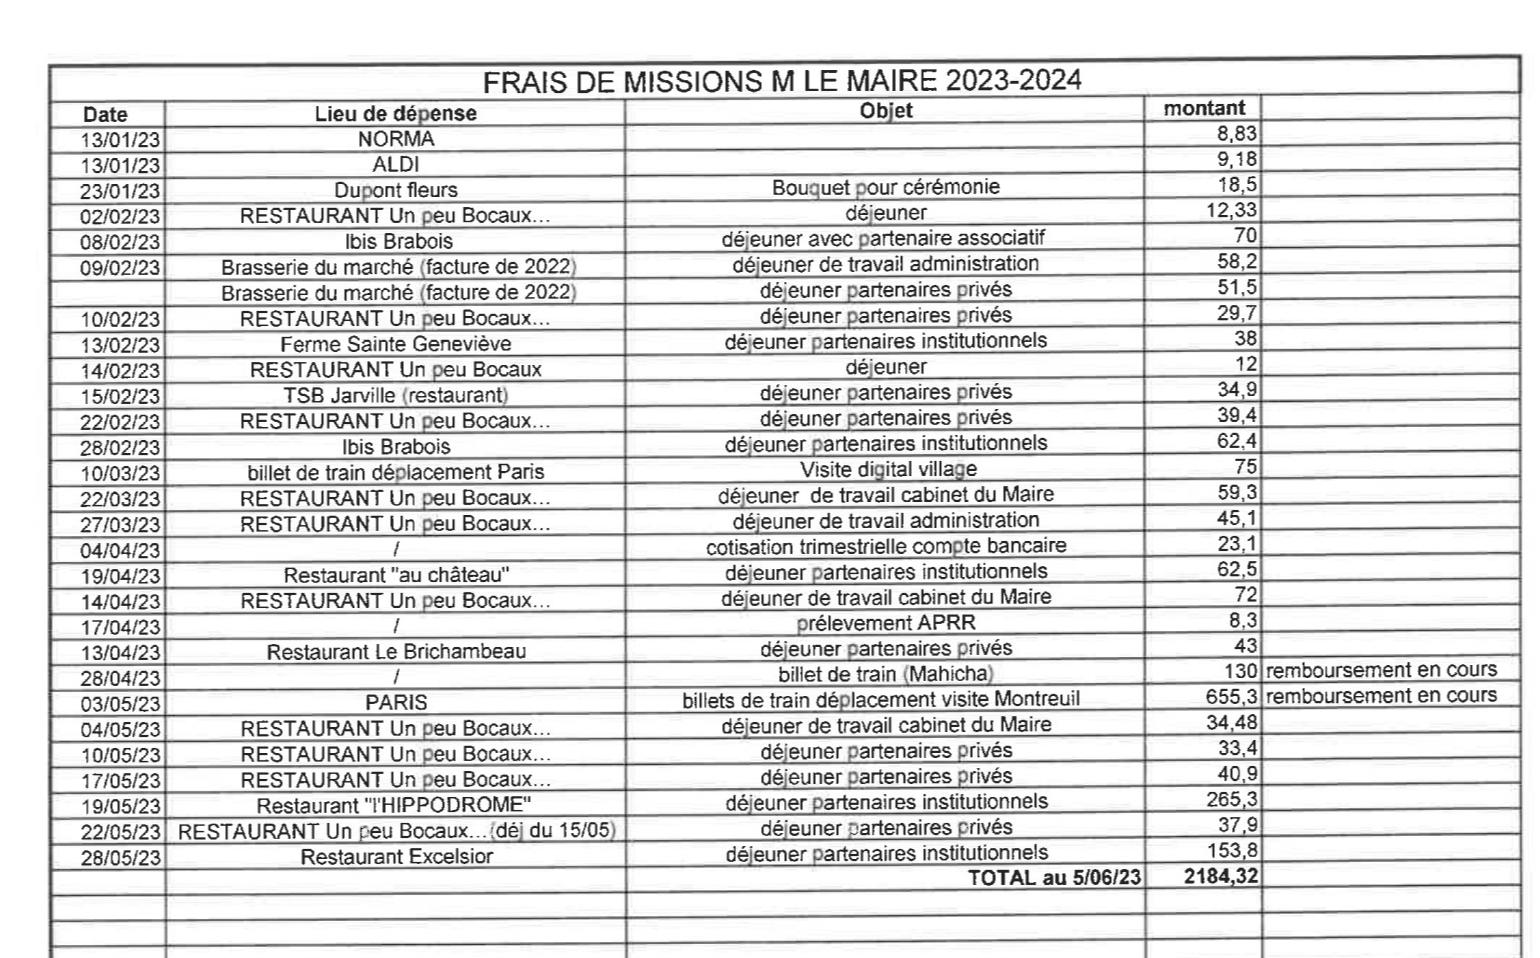 FRAIS DE MISSIONS M LE MAIRE 2023-2024
Date Lieu de dépense Objet montant
13/01/23 NORMA 8,83
13/01/23 ALDI 9,18
23/01/23 Dupont fleurs Bouquet pour cérémonie 18,5
02/02/23 RESTAURANT Un peu Bocaux... déjeuner 12,33
08/02/23 Ibis Brabois déjeuner avec partenaire associatif 70
09/02/23 Brasserie du marché (facture de 2022) déjeuner de travail administration 58,2
Brasserie du marché (facture de 2022) déjeuner partenaires privés 51,5
10/02/23 RESTAURANT Un peu Bocaux... déjeuner partenaires privés 29,7
13/02/23 Ferme Sainte Geneviève déjeuner partenaires institutionnels 38
14/02/23 RESTAURANT Un peu Bocaux déjeuner 12
15/02/23 TSB Jarville (restaurant) déjeuner partenaires privés 34,9
22/02/23 RESTAURANT Un peu Bocaux... déjeuner partenaires privés 39,4
28/02/23 Ibis Brabois déjeuner partenaires institutionnels 62,4
10/03/23 billet de train déplacement Paris Visite digital village 75
22/03/23 RESTAURANT Un peu Bocaux... déjeuner de travail cabinet du Maire 59,3
27/03/23 RESTAURANT Un peu Bocaux... déjeuner de travail administration 45,1
04/04/23 / cotisation trimestrielle compte bancaire 23,1
19/04/23 Restaurant "au château" déjeuner partenaires institutionnels 62,5
14/04/23 RESTAURANT Un peu Bocaux... déjeuner de travail cabinet du Maire 72
17/04/23 / prélevement APRR 8,3
13/04/23 Restaurant Le Brichambeau déjeuner partenaires privés 43
28/04/23 / billet de train (Mahicha) 130 remboursement en cours
03/05/23 PARIS billets de train déplacement visite Montreuil 655,3 remboursement en cours
04/05/23 RESTAURANT Un peu Bocaux... déjeuner de travail cabinet du Maire 34,48
10/05/23 RESTAURANT Un peu Bocaux... déjeuner partenaires privés 33,4
17/05/23 RESTAURANT Un peu Bocaux... déjeuner partenaires privés 40,9
19/05/23 Restaurant "l'HIPPODROME" déjeuner partenaires institutionnels 265,3
22/05/23 RESTAURANT Un peu Bocaux...(déj du 15/05) déjeuner partenaires privés 37,9
28/05/23 Restaurant Excelsior déjeuner partenaires institutionnels 153,8
TOTAL au 5/06/23 2184,32